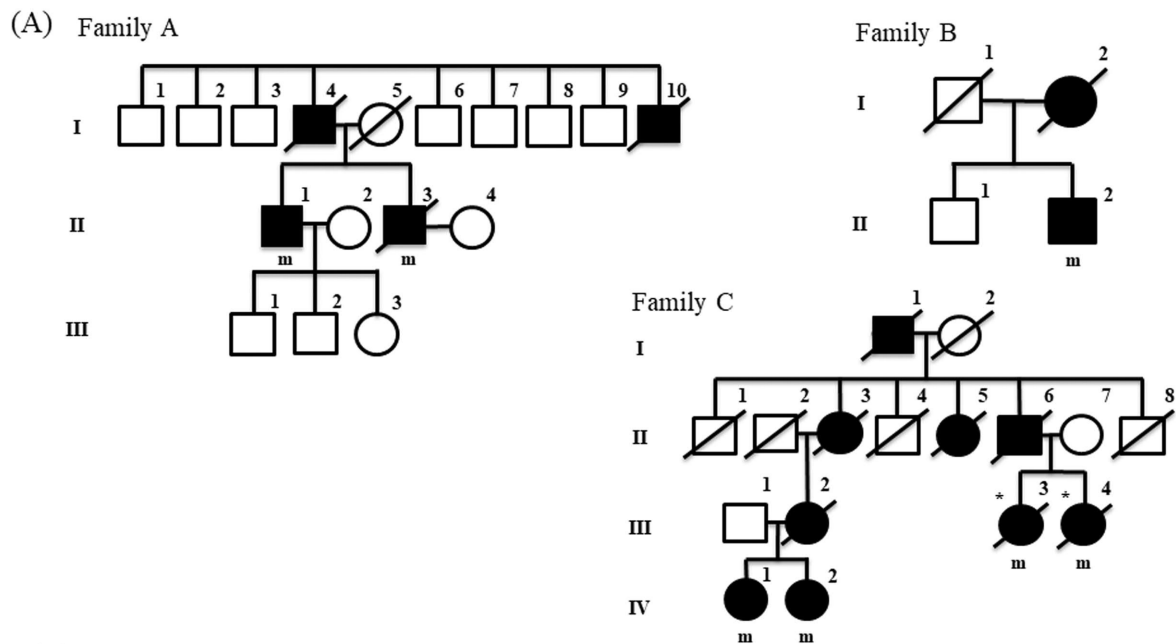 (A) Family A
1 2 3 4 5 6 7 8 9 10
I
1 2 3 4
II
m m
1 2 3
III
Family B
1 2
I
1 2
II
m
Family C
1 2
I
1 2 3 4 5 6 7 8
II
1 2 * 3 * 4
III
m m
1 2
IV
m m